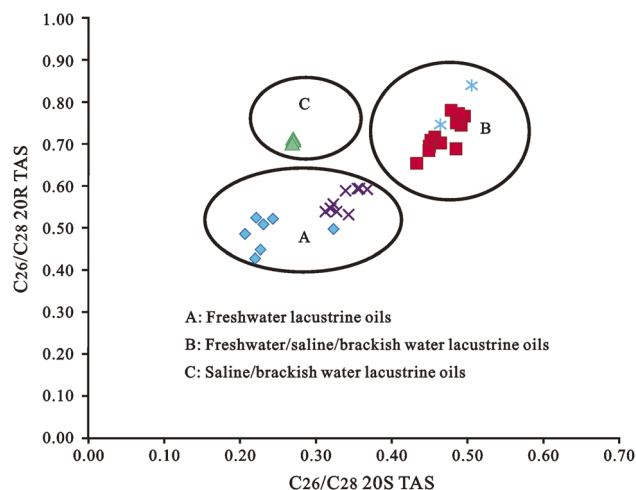 1.00
0.90
0.80
0.70
0.60
0.50
0.40
0.30
0.20
0.10
0.00
C26/C28 20R TAS
C
B
A
A: Freshwater lacustrine oils
B: Freshwater/saline/brackish water lacustrine oils
C: Saline/brackish water lacustrine oils
0.00 0.10 0.20 0.30 0.40 0.50 0.60 0.70
C26/C28 20S TAS